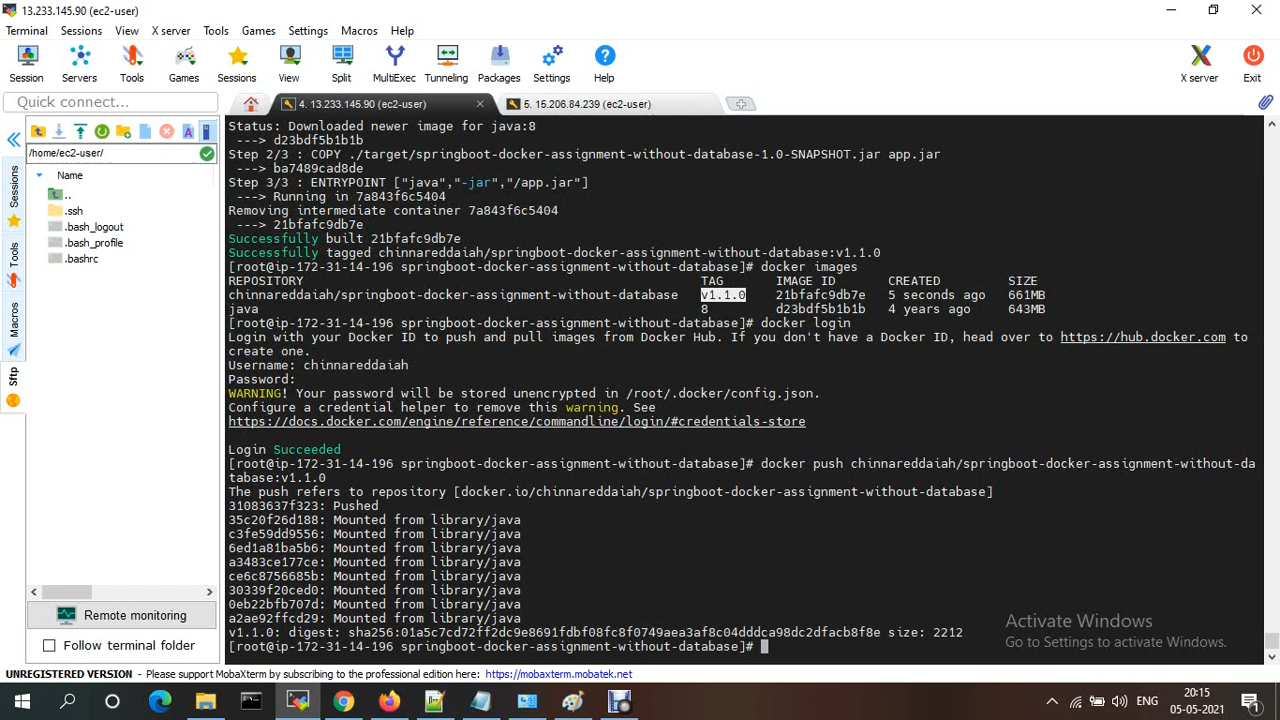 13.233.145.90 (ec2-user)
Terminal Sessions View X server Tools Games Settings Macros Help
Session Servers Tools Games Sessions View Split MultiExec Tunneling Packages Settings Help X server Exit
Quick connect...
4. 13.233.145.90 (ec2-user)
5. 15.206.84.239 (ec2-user)
/home/ec2-user/
Name
..
.ssh
.bash_logout
.bash_profile
.bashrc
Sessions
Tools
Macros
Sftp
Remote monitoring
Follow terminal folder
Status: Downloaded newer image for java:8
---> d23bdf5b1b1b
Step 2/3 : COPY ./target/springboot-docker-assignment-without-database-1.0-SNAPSHOT.jar app.jar
---> ba7489cad8de
Step 3/3 : ENTRYPOINT ["java","-jar","/app.jar"]
---> Running in 7a843f6c5404
Removing intermediate container 7a843f6c5404
---> 21bfafc9db7e
Successfully built 21bfafc9db7e
Successfully tagged chinnareddaiah/springboot-docker-assignment-without-database:v1.1.0
[root@ip-172-31-14-196 springboot-docker-assignment-without-database]# docker images
REPOSITORY TAG IMAGE ID CREATED SIZE
chinnareddaiah/springboot-docker-assignment-without-database v1.1.0 21bfafc9db7e 5 seconds ago 661MB
java 8 d23bdf5b1b1b 4 years ago 643MB
[root@ip-172-31-14-196 springboot-docker-assignment-without-database]# docker login
Login with your Docker ID to push and pull images from Docker Hub. If you don't have a Docker ID, head over to https://hub.docker.com to
create one.
Username: chinnareddaiah
Password:
WARNING! Your password will be stored unencrypted in /root/.docker/config.json.
Configure a credential helper to remove this warning. See
https://docs.docker.com/engine/reference/commandline/login/#credentials-store
Login Succeeded
[root@ip-172-31-14-196 springboot-docker-assignment-without-database]# docker push chinnareddaiah/springboot-docker-assignment-without-da
tabase:v1.1.0
The push refers to repository [docker.io/chinnareddaiah/springboot-docker-assignment-without-database]
31083637f323: Pushed
35c20f26d188: Mounted from library/java
c3fe59dd9556: Mounted from library/java
6ed1a81ba5b6: Mounted from library/java
a3483ce177ce: Mounted from library/java
ce6c8756685b: Mounted from library/java
30339f20ced0: Mounted from library/java
0eb22bfb707d: Mounted from library/java
a2ae92ffcd29: Mounted from library/java
v1.1.0: digest: sha256:01a5c7cd72ff2dc9e8691fdbf08fc8f0749aea3af8c04dddca98dc2dfacb8f8e size: 2212
[root@ip-172-31-14-196 springboot-docker-assignment-without-database]#
Activate Windows
Go to Settings to activate Windows.
UNREGISTERED VERSION - Please support MobaXterm by subscribing to the professional edition here: https://mobaxterm.mobatek.net
ENG
20:15
05-05-2021
1